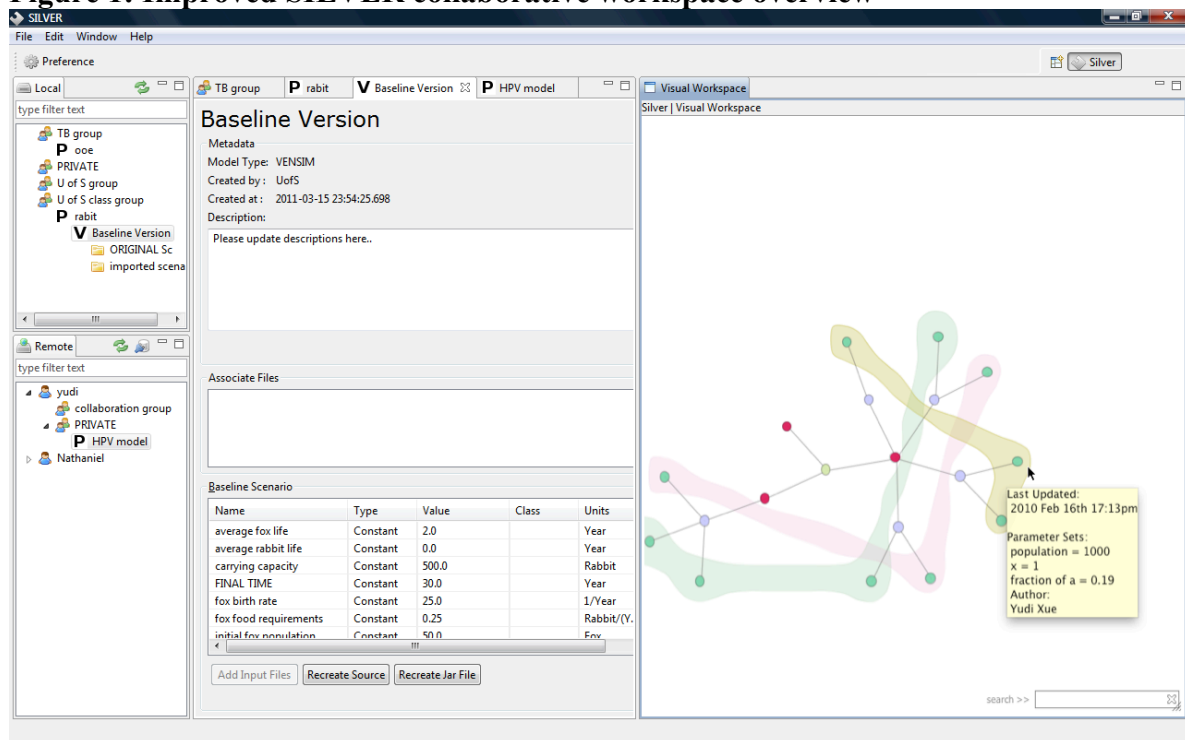 Figure 1: Improved SILVER collaborative workspace overview
SILVER
File Edit Window Help
Preference
Silver
Local
type filter text
TB group
P ooe
PRIVATE
U of S group
U of S class group
P rabit
V Baseline Version
ORIGINAL Sc
imported scena
Remote
type filter text
yudi
collaboration group
PRIVATE
P HPV model
Nathaniel
TB group P rabit V Baseline Version P HPV model
Baseline Version
Metadata
Model Type: VENSIM
Created by : UofS
Created at : 2011-03-15 23:54:25.698
Description:
Please update descriptions here..
Associate Files
Baseline Scenario
Name Type Value Class Units
average fox life Constant 2.0 Year
average rabbit life Constant 0.0 Year
carrying capacity Constant 500.0 Rabbit
FINAL TIME Constant 30.0 Year
fox birth rate Constant 25.0 1/Year
fox food requirements Constant 0.25 Rabbit/(Y.
initial fox population Constant 50.0 Fox
Add Input Files Recreate Source Recreate Jar File
Visual Workspace
Silver | Visual Workspace
Last Updated:
2010 Feb 16th 17:13pm
Parameter Sets:
population = 1000
x = 1
fraction of a = 0.19
Author:
Yudi Xue
search >>